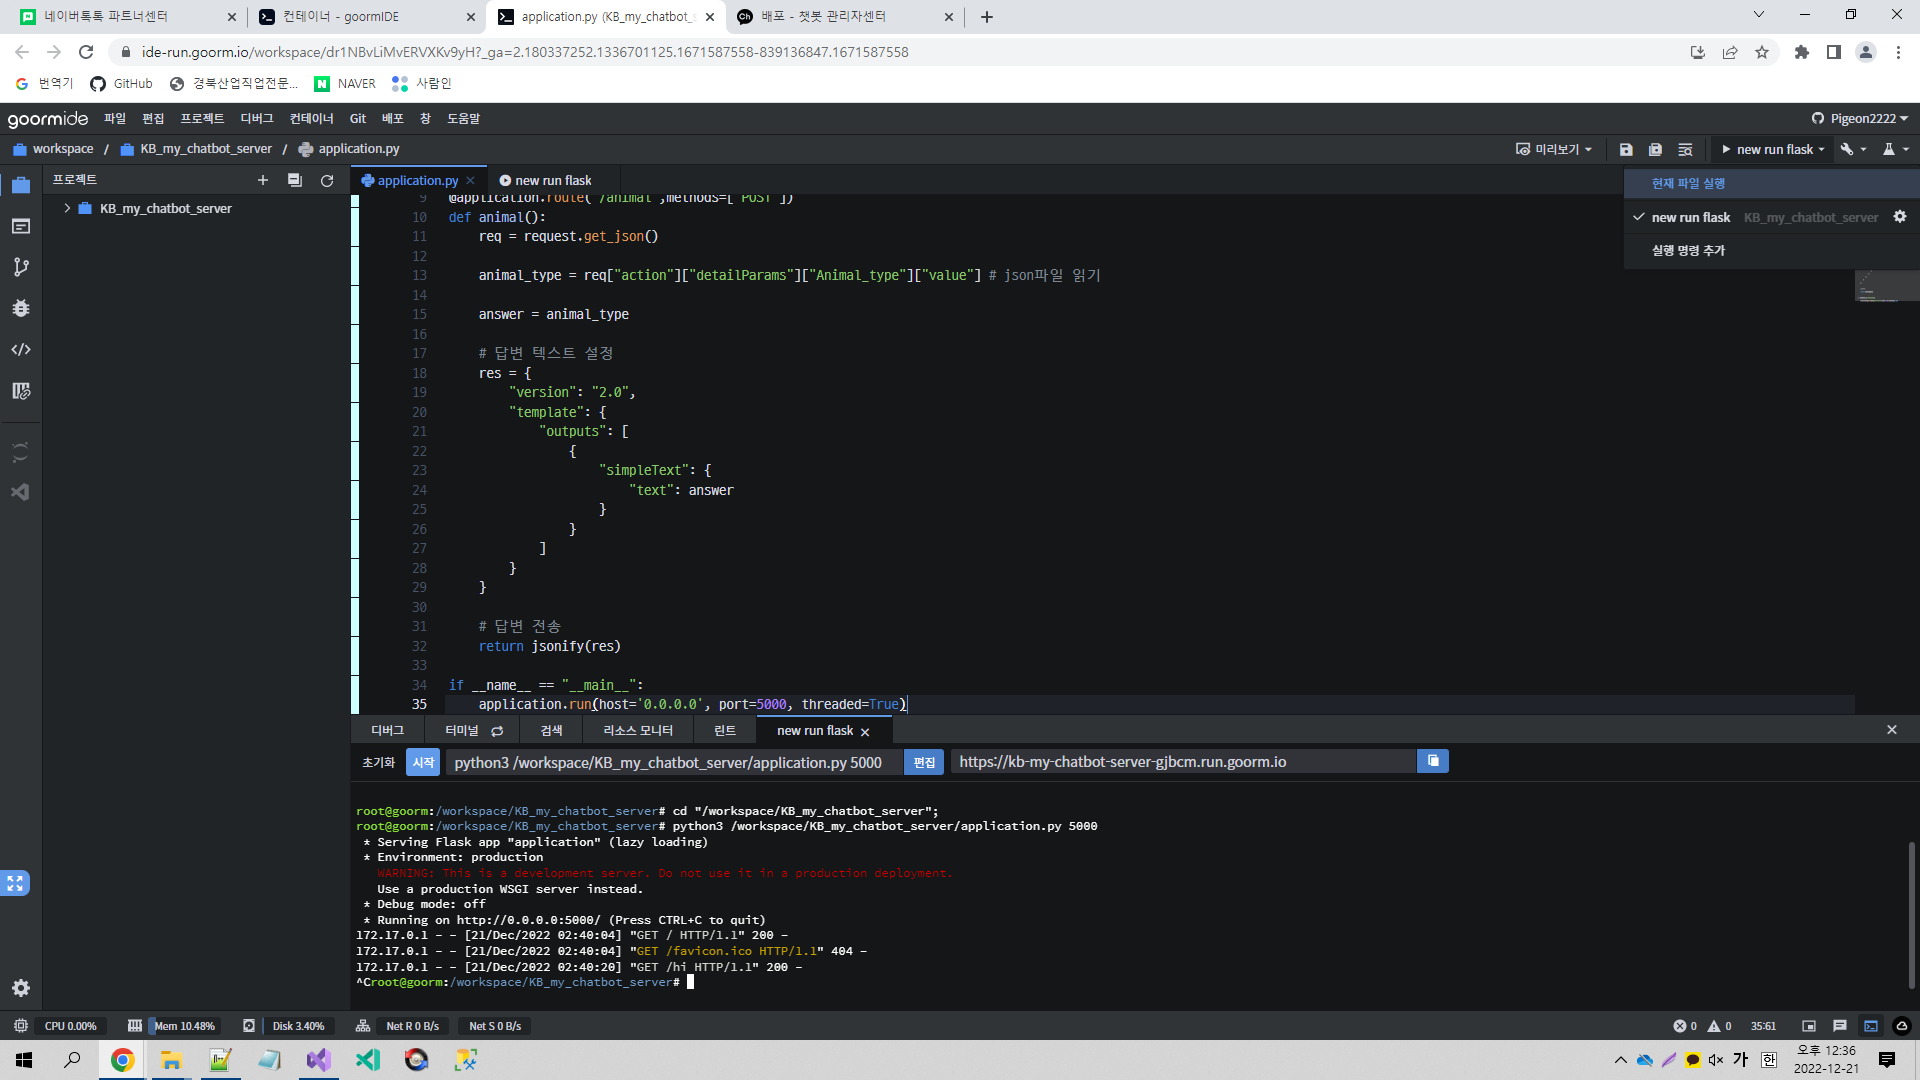 네이버톡톡 파트너센터
컨테이너 - goormIDE
application.py (KB_my_chatbot_s
배포 - 챗봇 관리자센터
ide-run.goorm.io/workspace/dr1NBvLiMvERVXKv9yH?_ga=2.180337252.1336701125.1671587558-839136847.1671587558
번역기
GitHub
경북산업직업전문...
NAVER
사람인
goormide 파일 편집 프로젝트 디버그 컨테이너 Git 배포 창 도움말 Pigeon2222
workspace / KB_my_chatbot_server / application.py 미리보기 new run flask
프로젝트
KB_my_chatbot_server
application.py new run flask
현재 파일 실행
new run flask KB_my_chatbot_server
실행 명령 추가
9 @application.route('/animal',methods=['POST'])
10 def animal():
11 req = request.get_json()
12
13 animal_type = req["action"]["detailParams"]["Animal_type"]["value"] # json파일 읽기
14
15 answer = animal_type
16
17 # 답변 텍스트 설정
18 res = {
19 "version": "2.0",
20 "template": {
21 "outputs": [
22 {
23 "simpleText": {
24 "text": answer
25 }
26 }
27 ]
28 }
29 }
30
31 # 답변 전송
32 return jsonify(res)
33
34 if __name__ == "__main__":
35 application.run(host='0.0.0.0', port=5000, threaded=True)
디버그 터미널 검색 리소스 모니터 린트 new run flask
초기화 시작 python3 /workspace/KB_my_chatbot_server/application.py 5000 편집 https://kb-my-chatbot-server-gjbcm.run.goorm.io
root@goorm:/workspace/KB_my_chatbot_server# cd "/workspace/KB_my_chatbot_server";
root@goorm:/workspace/KB_my_chatbot_server# python3 /workspace/KB_my_chatbot_server/application.py 5000
* Serving Flask app "application" (lazy loading)
* Environment: production
WARNING: This is a development server. Do not use it in a production deployment.
Use a production WSGI server instead.
* Debug mode: off
* Running on http://0.0.0.0:5000/ (Press CTRL+C to quit)
172.17.0.1 - - [21/Dec/2022 02:40:04] "GET / HTTP/1.1" 200 -
172.17.0.1 - - [21/Dec/2022 02:40:04] "GET /favicon.ico HTTP/1.1" 404 -
172.17.0.1 - - [21/Dec/2022 02:40:20] "GET /hi HTTP/1.1" 200 -
^Croot@goorm:/workspace/KB_my_chatbot_server#
CPU 0.00% Mem 10.48% Disk 3.40% Net R 0 B/s Net S 0 B/s 0 0 35:61
가 한 오후 12:36
2022-12-21